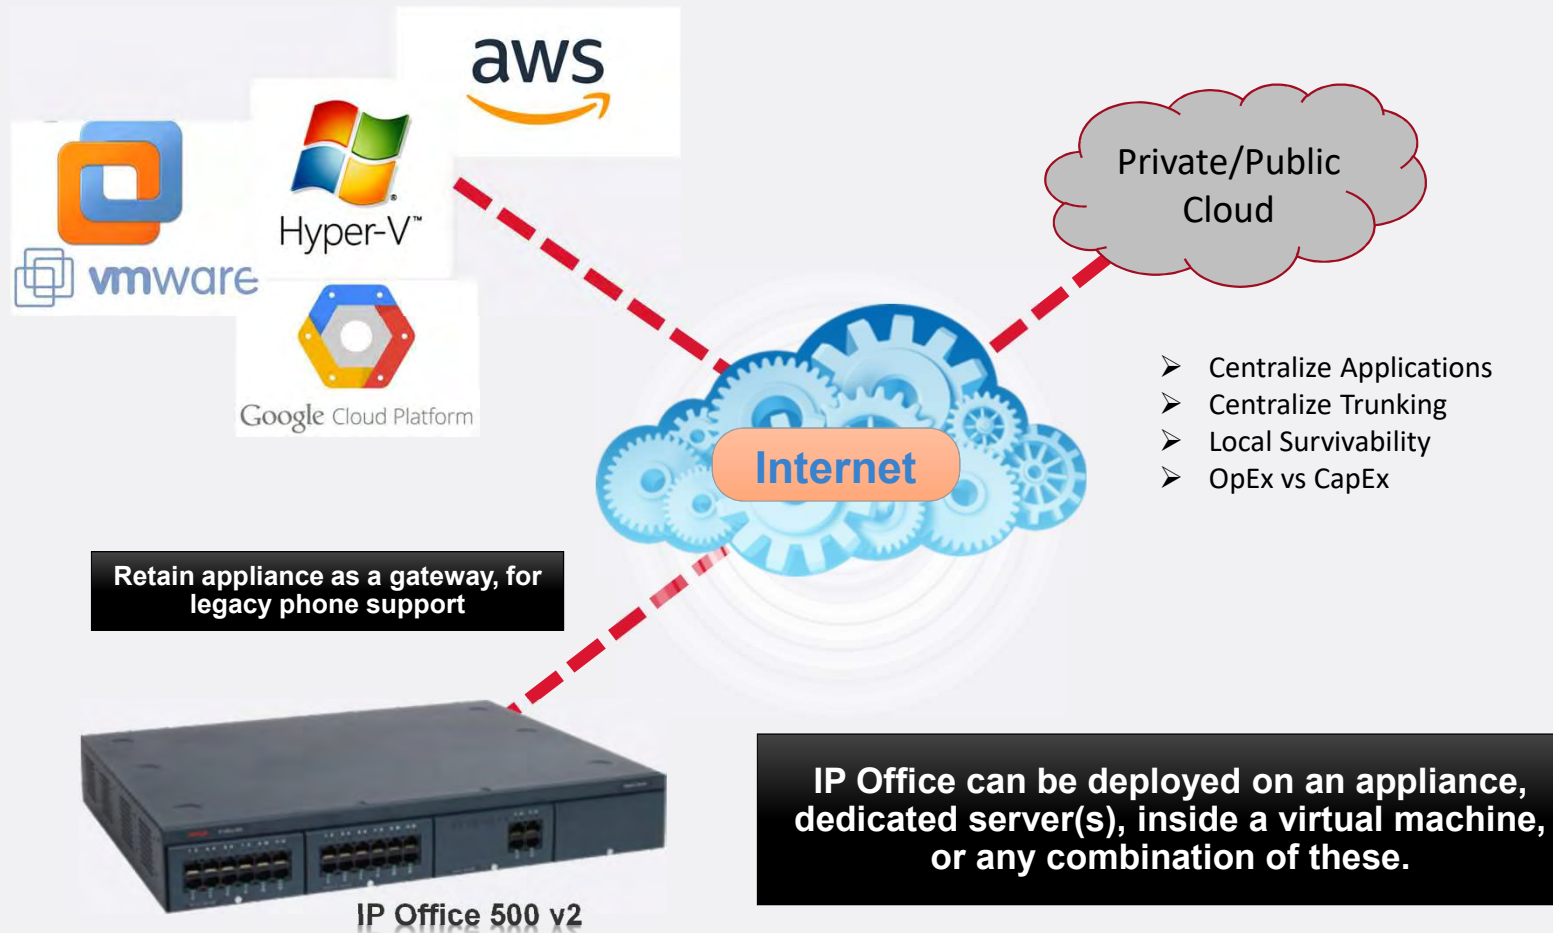 aws
Hyper-V™
vmware
Google Cloud Platform
Private/Public
Cloud
➢ Centralize Applications
➢ Centralize Trunking
➢ Local Survivability
➢ OpEx vs CapEx
Internet
Retain appliance as a gateway, for
legacy phone support
IP Office can be deployed on an appliance,
dedicated server(s), inside a virtual machine,
or any combination of these.
IP Office 500 v2